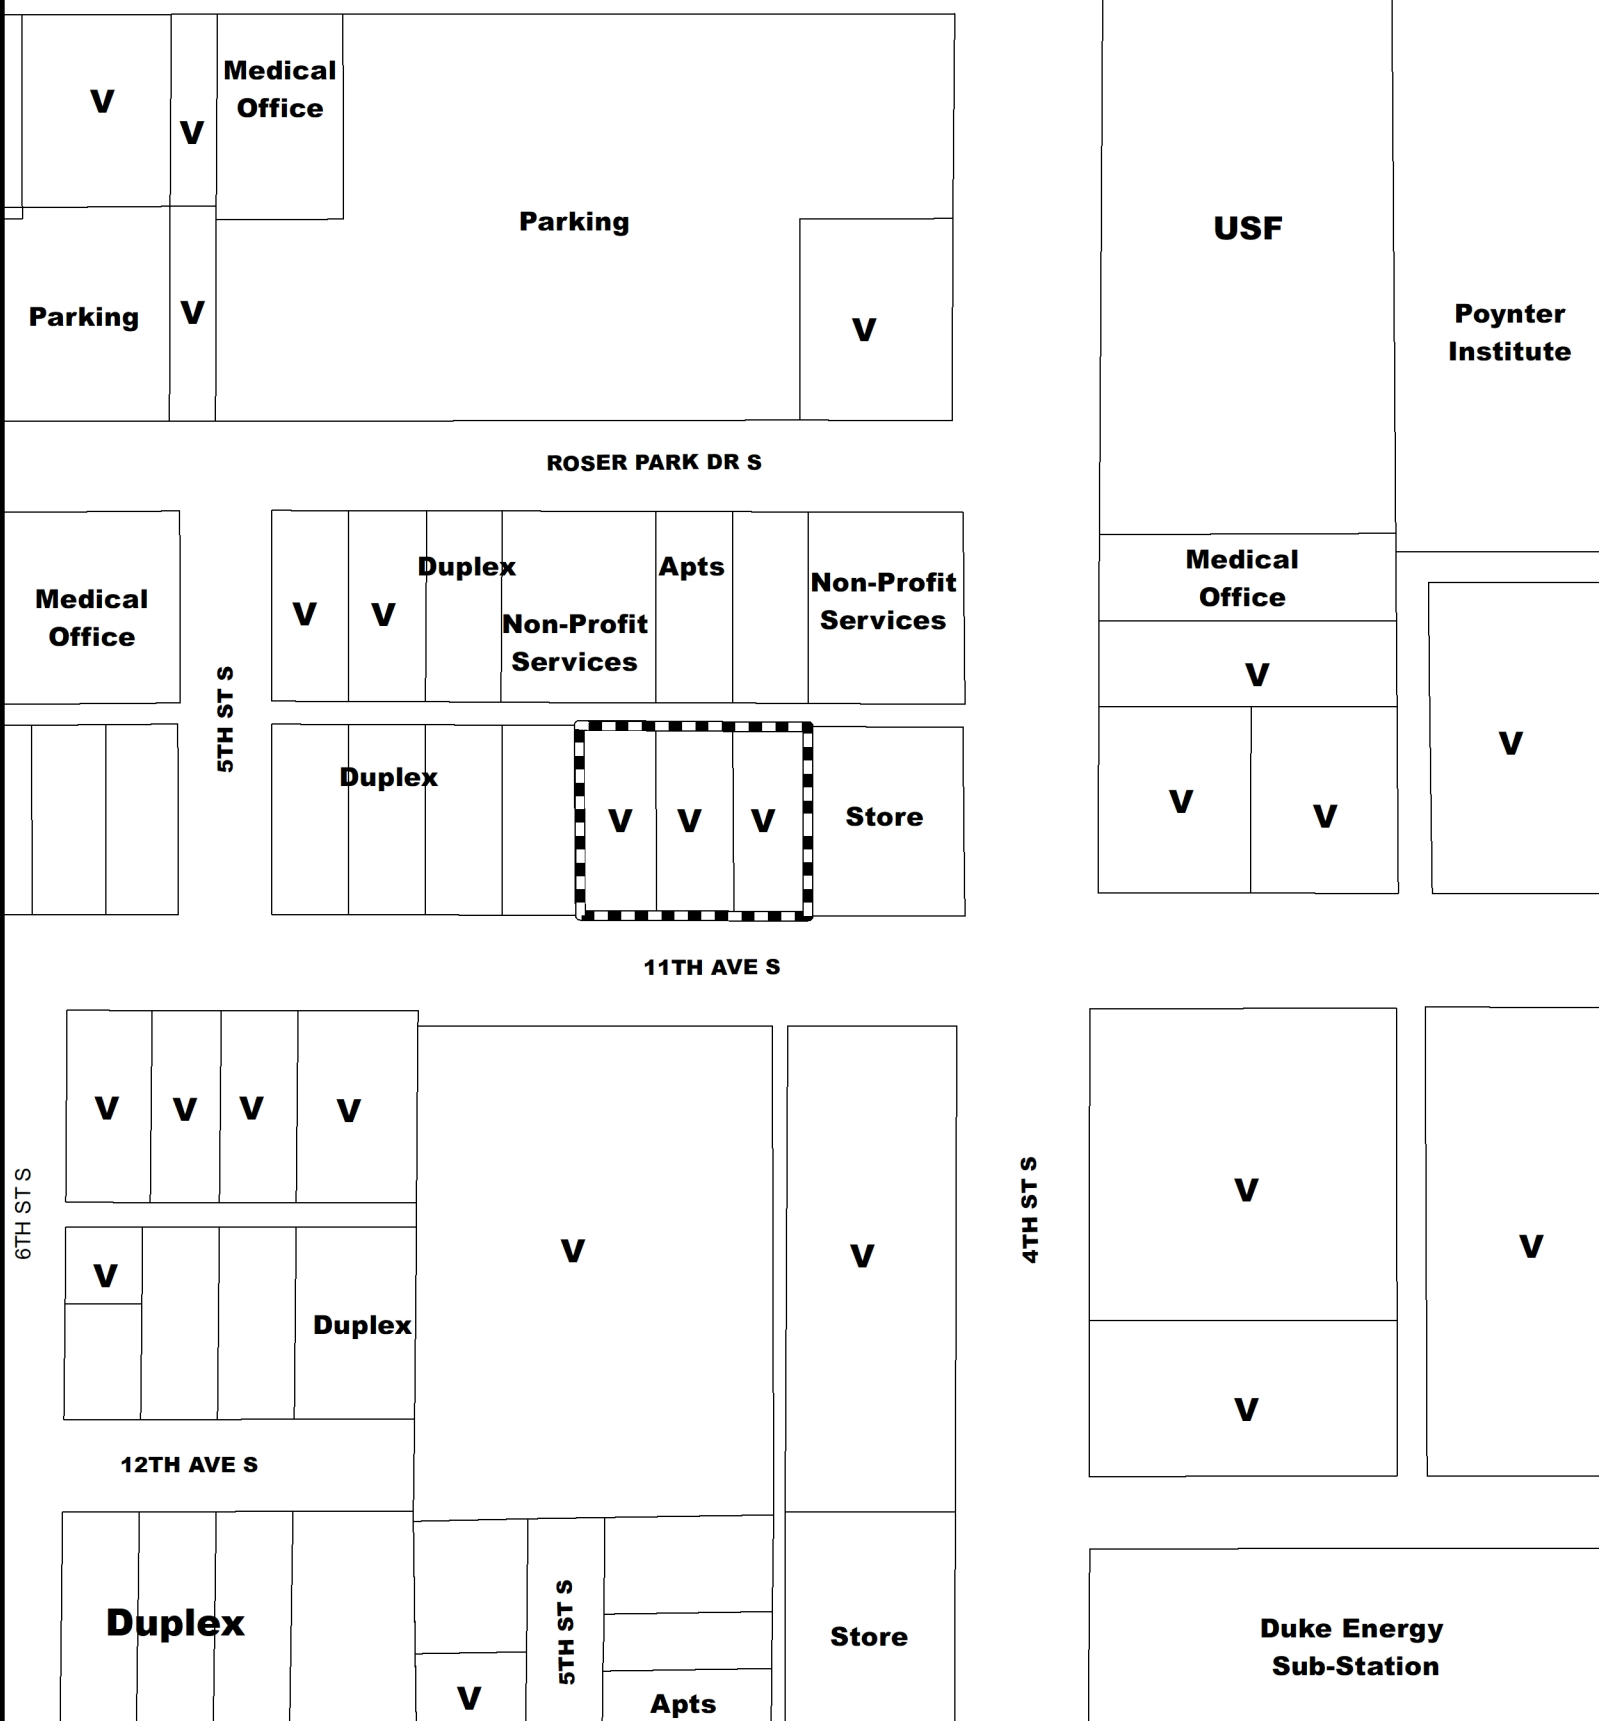 V
V
Medical
Office
Parking
Parking
V
V
USF
Poynter
Institute
ROSER PARK DR S
Medical
Office
V
V
Duplex
Non-Profit
Services
Apts
Non-Profit
Services
Medical
Office
V
V
V
V
5TH ST S
Duplex
V
V
V
Store
11TH AVE S
V
V
V
V
6TH ST S
V
Duplex
V
V
4TH ST S
V
V
V
12TH AVE S
Duplex
V
5TH ST S
Apts
Store
Duke Energy
Sub-Station